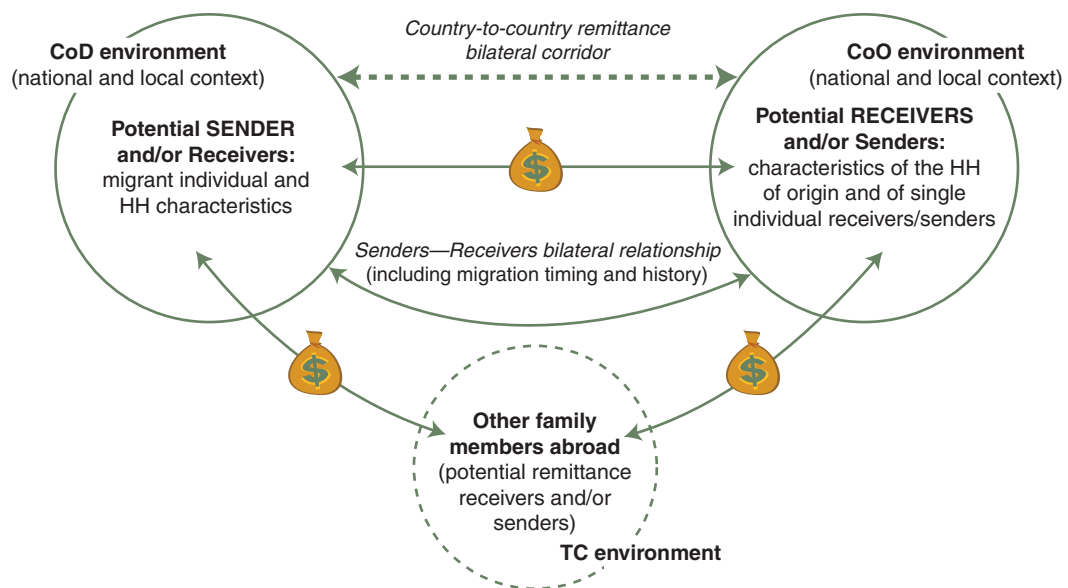 Country-to-country remittance
bilateral corridor
CoD environment
(national and local context)
Potential SENDER
and/or Receivers:
migrant individual and
HH characteristics
CoO environment
(national and local context)
Potential RECEIVERS
and/or Senders:
characteristics of the HH
of origin and of single
individual receivers/senders
$
Senders—Receivers bilateral relationship
(including migration timing and history)
$
$
Other family
members abroad
(potential remittance
receivers and/or
senders)
TC environment